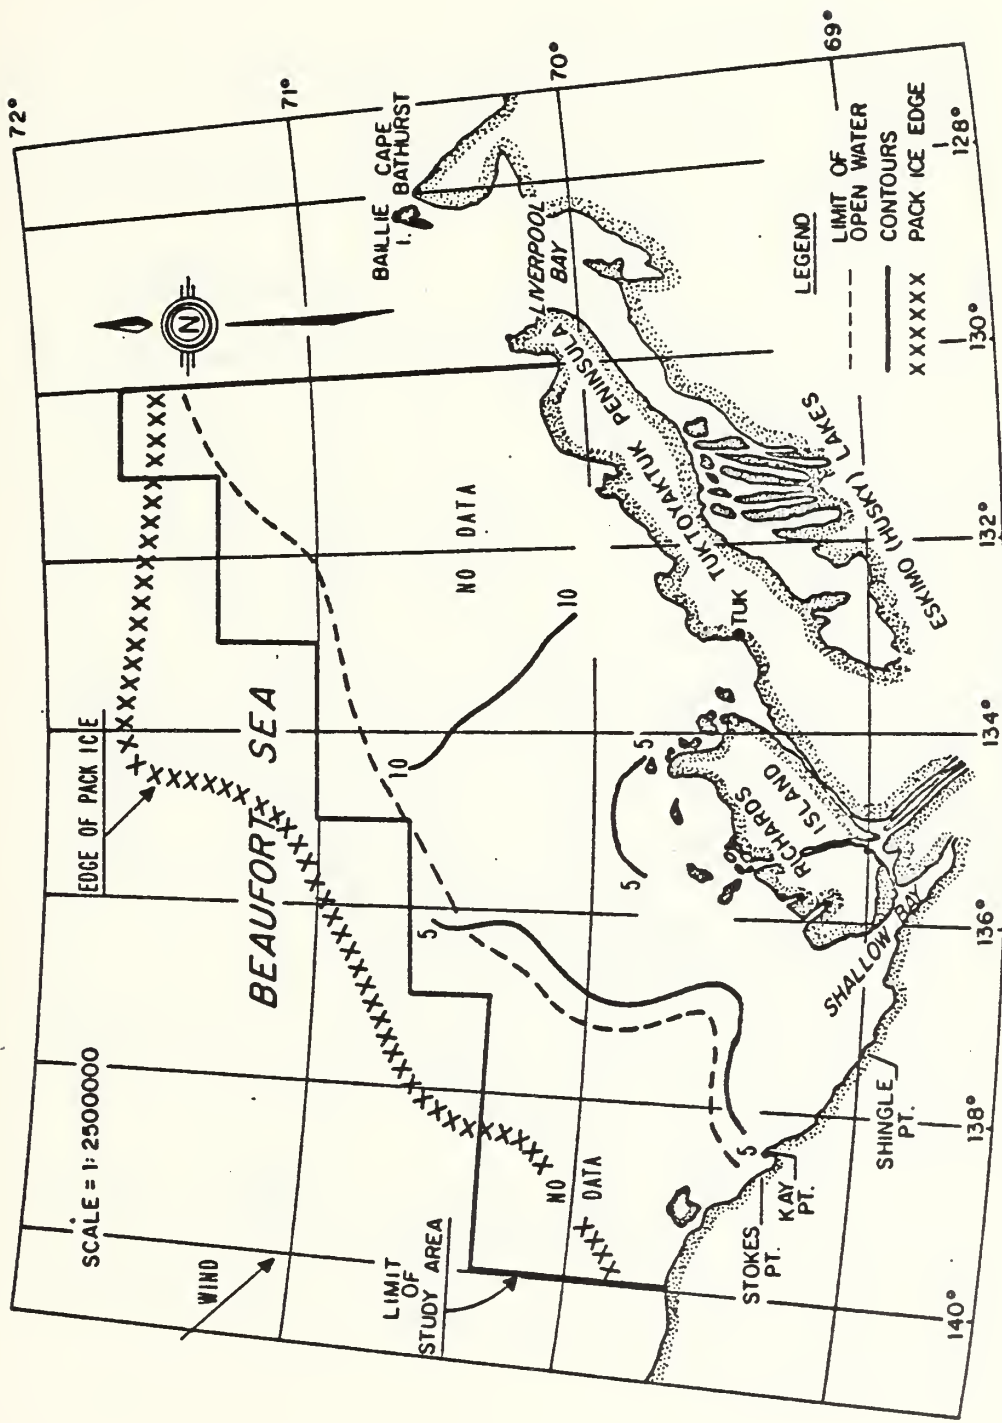 72°
71°
70°
69°
SCALE = 1: 2500000
WIND
EDGE OF PACK ICE
BEAUFORT SEA
N
BAILLIE
I.
CAPE
BATHURST
LIVERPOOL
BAY
LIMIT
OF
STUDY AREA
NO
DATA
NO DATA
5
10
10
5
5
5
TUKTOYAKTUK PENINSULA
TUK
RICHARDS
ISLAND
ESKIMO (HUSKY) LAKES
SHALLOW BAY
STOKES
PT.
KAY
PT.
SHINGLE
PT.
LEGEND
LIMIT OF
OPEN WATER
CONTOURS
XXXXXX PACK ICE EDGE
140°
138°
136°
134°
132°
130°
128°